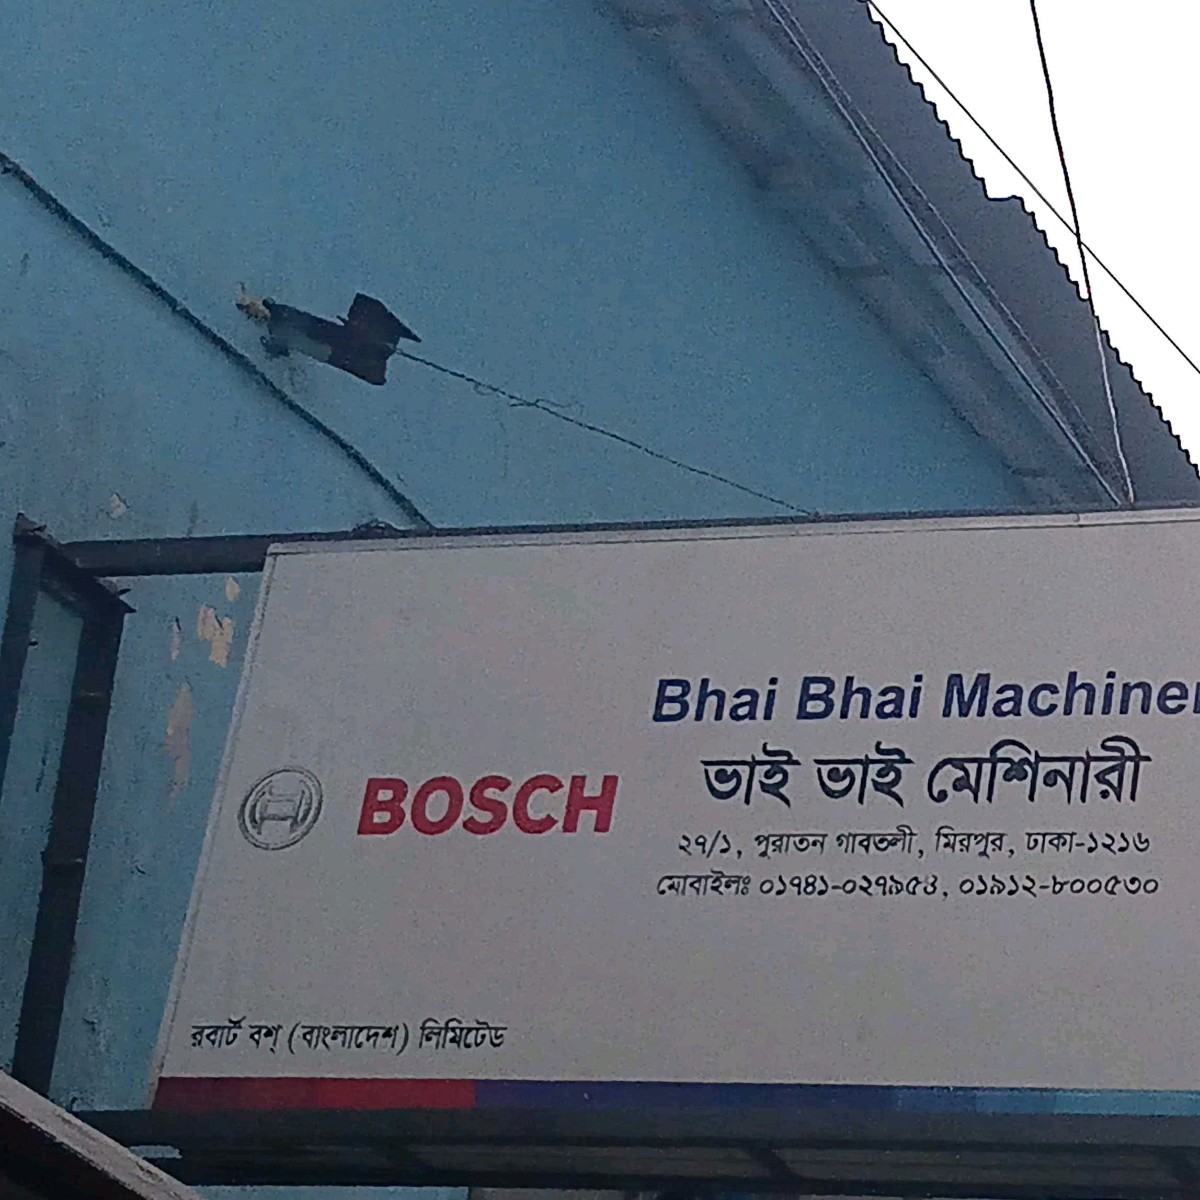 Bhai Bhai Machiner
ভাই ভাই মেশিনারী
BOSCH
২৭/১, পুরাতন গাবতলী, মিরপুর, ঢাকা-১২১৬
মোবাইলঃ ০১৭৪১-০২৭৯৫৪, ০১৯১২-৮০০৫৩০
রবার্ট বশ্ (বাংলাদেশ) লিমিটেড